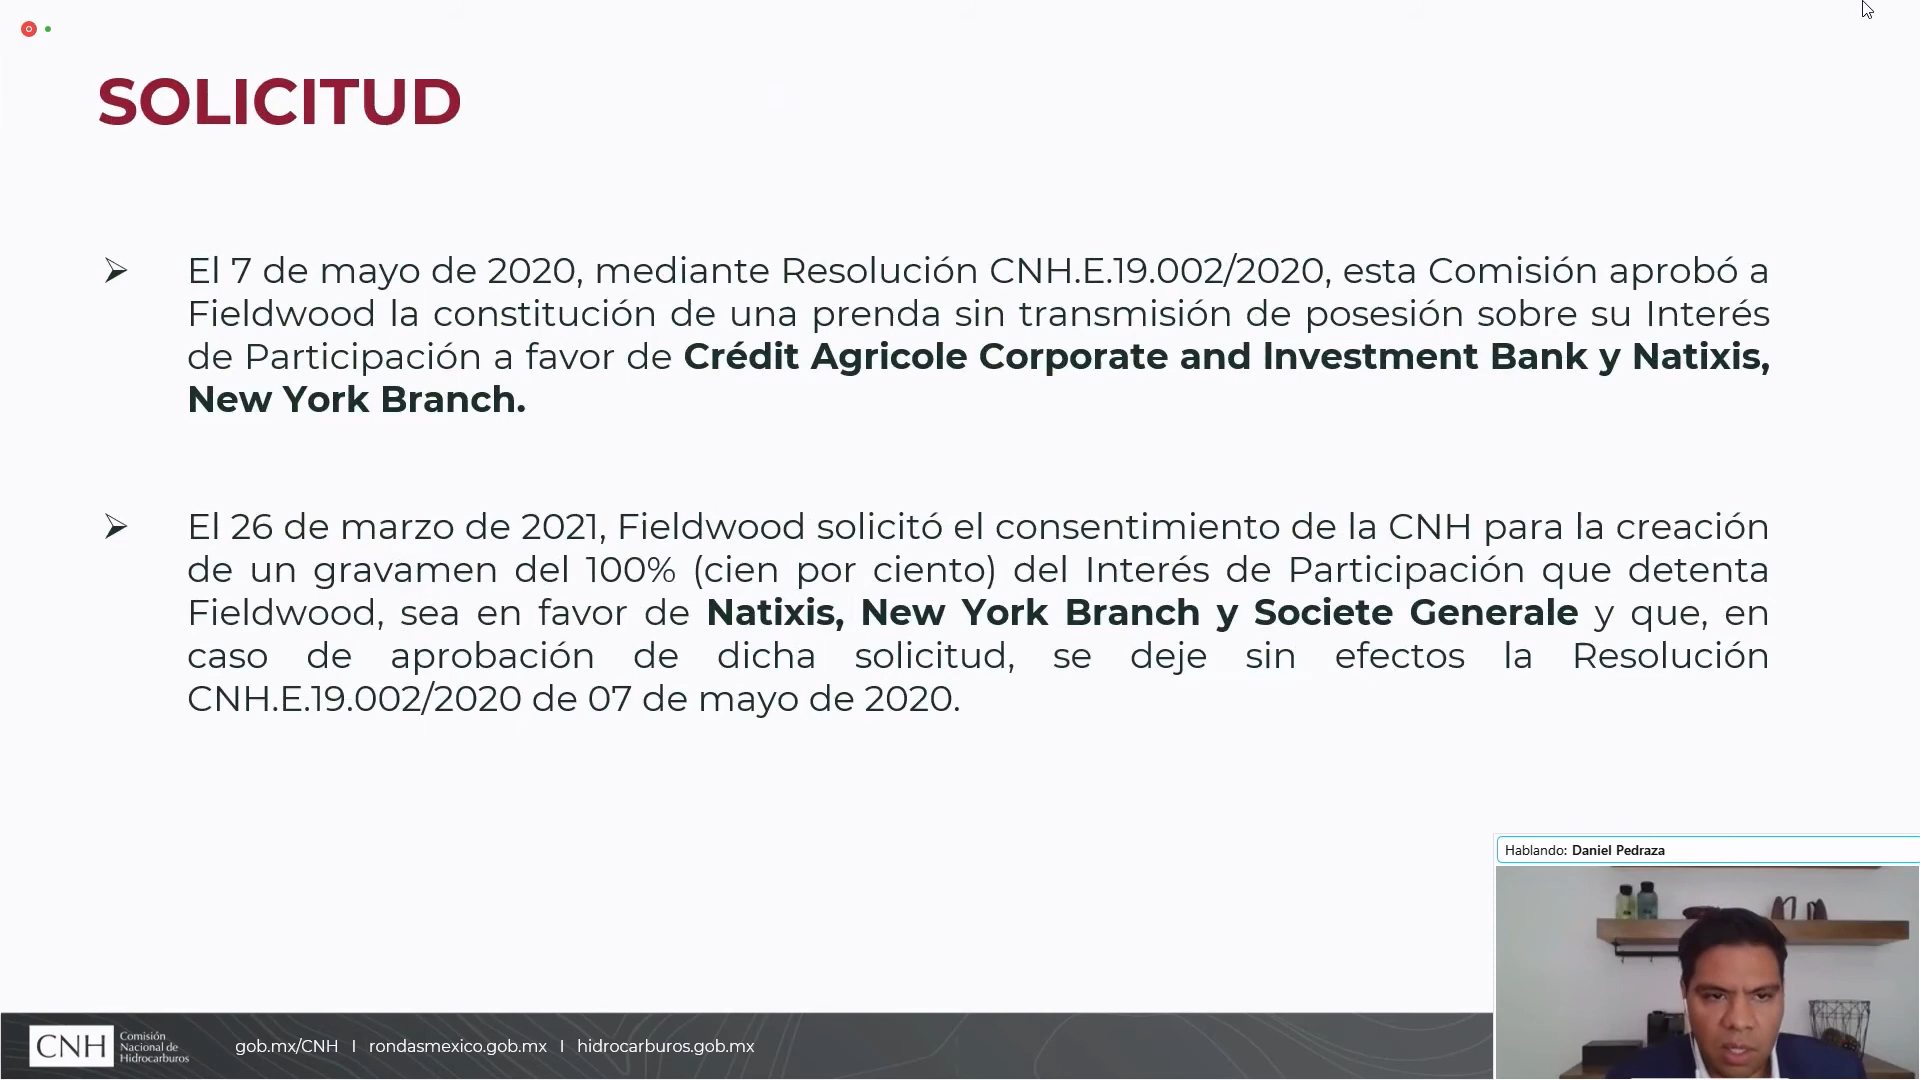 SOLICITUD
El 7 de mayo de 2020, mediante Resolución CNH.E.19.002/2020, esta Comisión aprobó a
Fieldwood la constitución de una prenda sin transmisión de posesión sobre su Interés
de Participación a favor de Crédit Agricole Corporate and Investment Bank y Natixis,
New York Branch.
El 26 de marzo de 2021, Fieldwood solicitó el consentimiento de la CNH para la creación
de un gravamen del 100% (cien por ciento) del Interés de Participación que detenta
Fieldwood, sea en favor de Natixis, New York Branch y Societe Generale y que, en
caso de aprobación de dicha solicitud, se deje sin efectos la Resolución
CNH.E.19.002/2020 de 07 de mayo de 2020.
Hablando: Daniel Pedraza
CNH Comisión
Nacional de
Hidrocarburos
gob.mx/CNH I rondasmexico.gob.mx I hidrocarburos.gob.mx